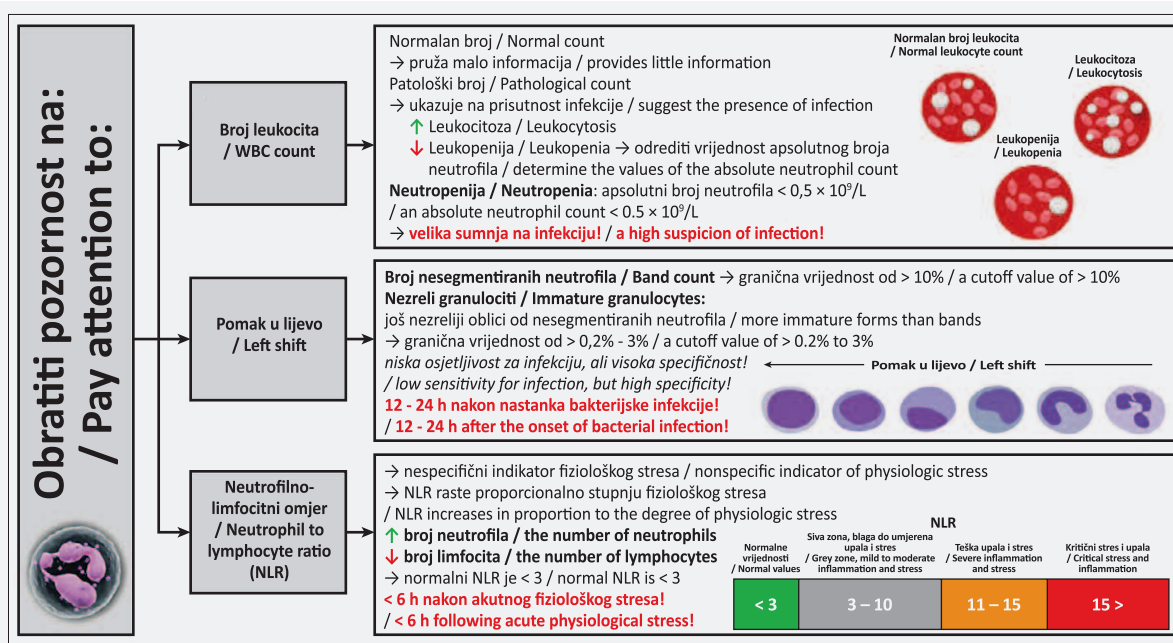 Obratiti pozornost na:
/ Pay attention to:
Broj leukocita
/ WBC count
Normalan broj / Normal count
→ pruža malo informacija / provides little information
Patološki broj / Pathological count
→ ukazuje na prisutnost infekcije / suggest the presence of infection
↑ Leukocitoza / Leukocytosis
↓ Leukopenija / Leukopenia → odrediti vrijednost apsolutnog broja
neutrofila / determine the values of the absolute neutrophil count
Neutropenija / Neutropenia: apsolutni broj neutrofila < 0,5 × 10⁹/L
/ an absolute neutrophil count < 0.5 × 10⁹/L
→ velika sumnja na infekciju! / a high suspicion of infection!
Normalan broj leukocita
/ Normal leukocyte count
Leukocitoza
/ Leukocytosis
Leukopenija
/ Leukopenia
Pomak u lijevo
/ Left shift
Broj nesegmentiranih neutrofila / Band count → granična vrijednost od > 10% / a cutoff value of > 10%
Nezreli granulociti / Immature granulocytes:
još nezreliji oblici od nesegmentiranih neutrofila / more immature forms than bands
→ granična vrijednost od > 0,2% - 3% / a cutoff value of > 0.2% to 3%
niska osjetljivost za infekciju, ali visoka specifičnost!
/ low sensitivity for infection, but high specificity!
12 - 24 h nakon nastanka bakterijske infekcije!
/ 12 - 24 h after the onset of bacterial infection!
Pomak u lijevo / Left shift
Neutrofilno-
limfocitni omjer
/ Neutrophil to
lymphocyte ratio
(NLR)
→ nespecifični indikator fiziološkog stresa / nonspecific indicator of physiologic stress
→ NLR raste proporcionalno stupnju fiziološkog stresa
/ NLR increases in proportion to the degree of physiologic stress
↑ broj neutrofila / the number of neutrophils
↓ broj limfocita / the number of lymphocytes
→ normalni NLR je < 3 / normal NLR is < 3
< 6 h nakon akutnog fiziološkog stresa!
/ < 6 h following acute physiological stress!
NLR
Normalne
vrijednosti
/ Normal values
Siva zona, blaga do umjerena
upala i stres
/ Grey zone, mild to moderate
inflammation and stress
Teška upala i stres
/ Severe inflammation
and stress
Kritični stres i upala
/ Critical stress and
inflammation
< 3
3 – 10
11 – 15
15 >